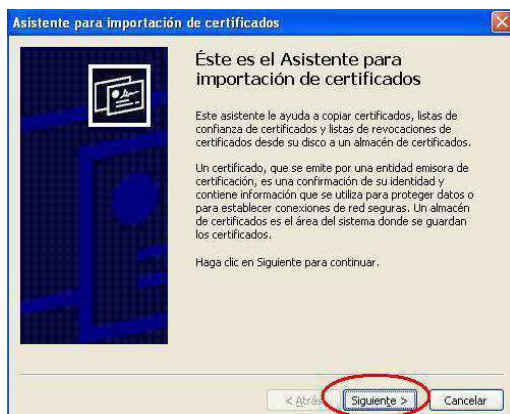 Asistente para importación de certificados
Éste es el Asistente para
importación de certificados
Este asistente le ayuda a copiar certificados, listas de
confianza de certificados y listas de revocaciones de
certificados desde su disco a un almacén de certificados.
Un certificado, que se emite por una entidad emisora de
certificación, es una confirmación de su identidad y
contiene información que se utiliza para proteger datos o
para establecer conexiones de red seguras. Un almacén
de certificados es el área del sistema donde se guardan
los certificados.
Haga clic en Siguiente para continuar.
< Atrás Siguiente > Cancelar